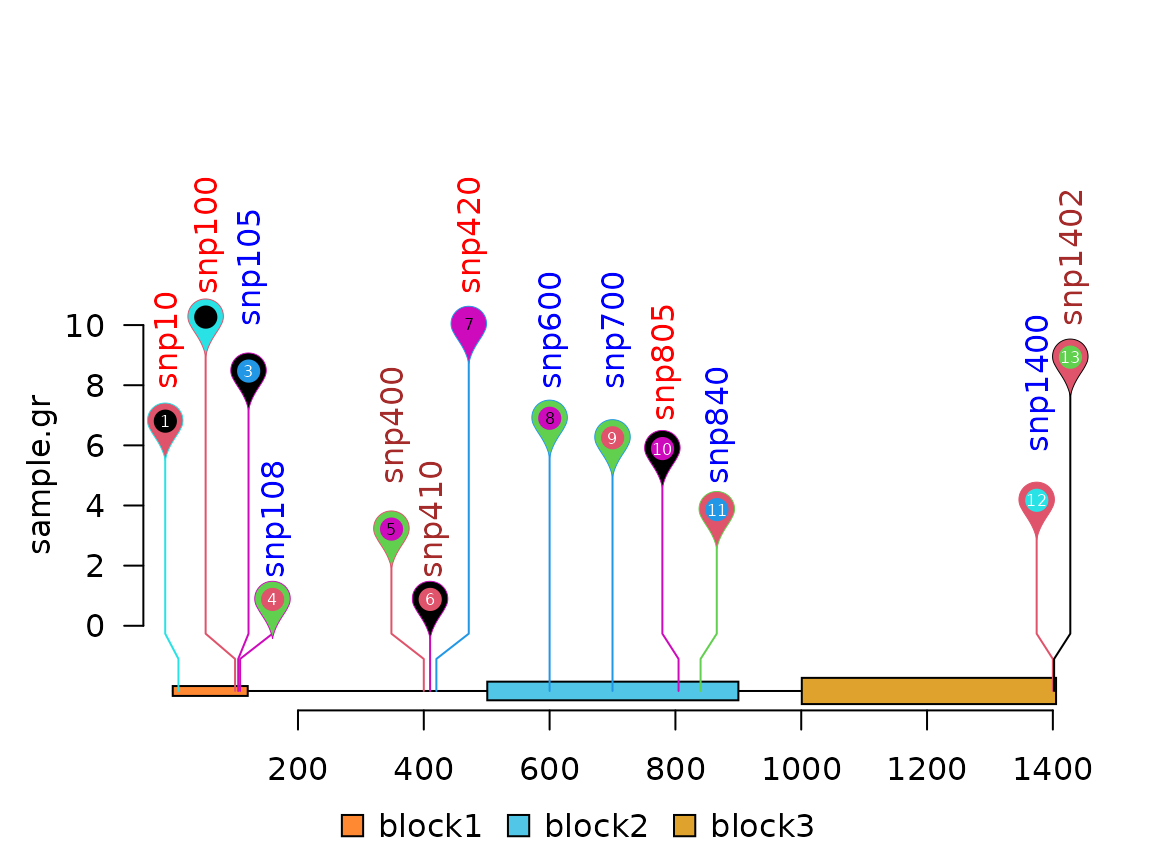 snp10
snp100
snp105
snp108
snp400
snp410
snp420
snp600
snp700
snp805
snp840
snp1400
snp1402
sample.gr
10
8
6
4
2
0
1
3
4
5
6
7
8
9
10
11
12
13
200 400 600 800 1000 1200 1400
block1 block2 block3